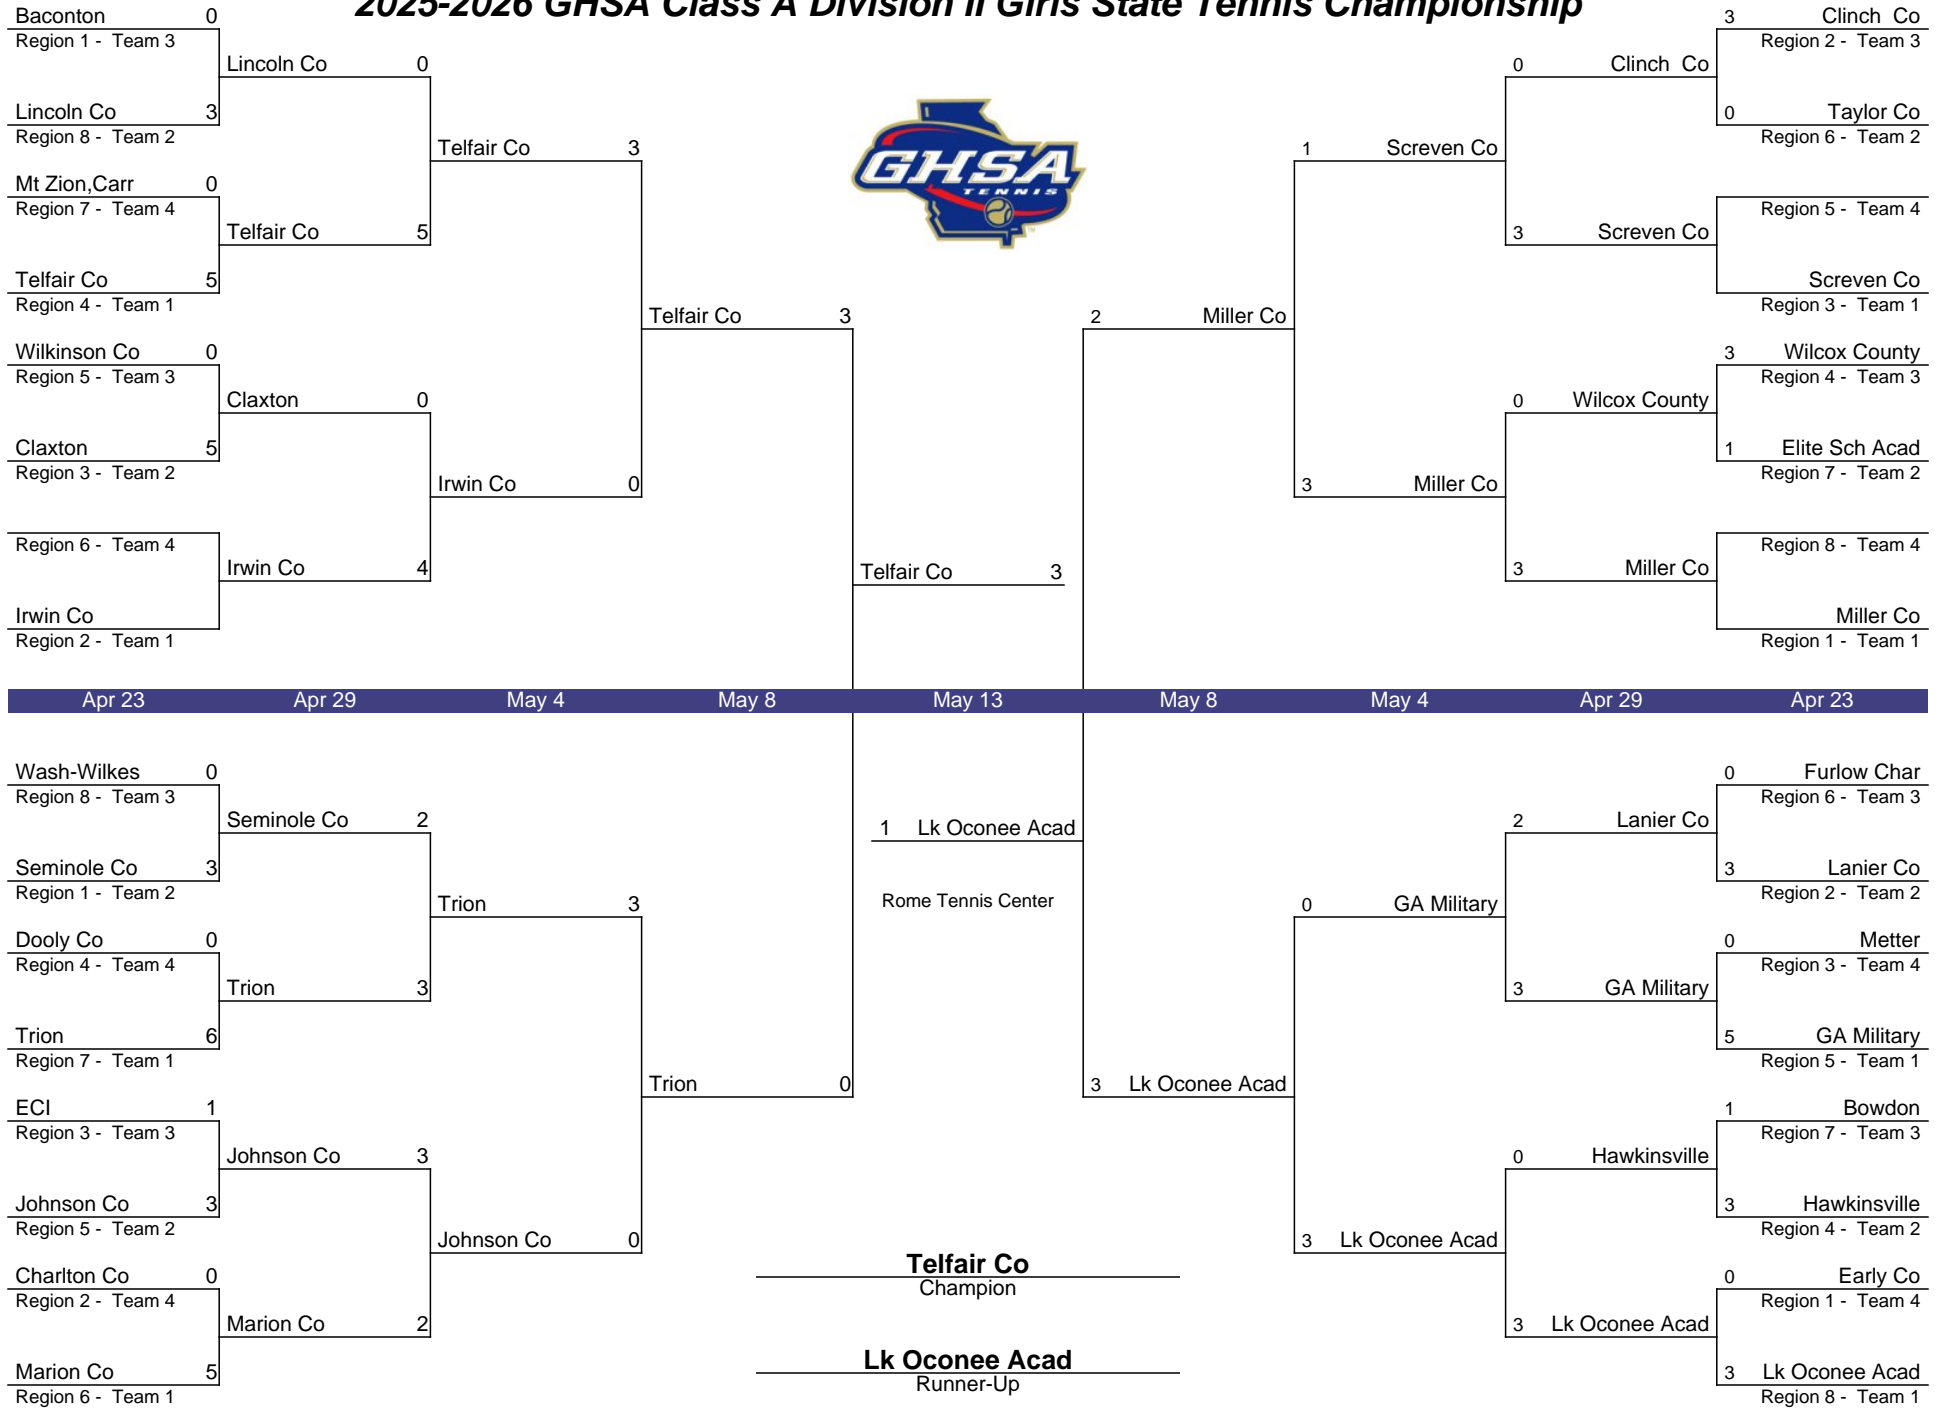 2025-2026 GHSA Class A Division II Girls State Tennis Championship
Baconton 0
Region 1 - Team 3
Lincoln Co 0
Lincoln Co 3
Region 8 - Team 2
Telfair Co 3
Mt Zion,Carr 0
Region 7 - Team 4
Telfair Co 5
Telfair Co 5
Region 4 - Team 1
Telfair Co 3
Wilkinson Co 0
Region 5 - Team 3
Claxton 0
Claxton 5
Region 3 - Team 2
Irwin Co 0
Region 6 - Team 4
Irwin Co 4
Irwin Co
Region 2 - Team 1
GHSA
TENNIS
Telfair Co 3
3 Clinch Co
Region 2 - Team 3
0 Clinch Co
0 Taylor Co
Region 6 - Team 2
1 Screven Co
Region 5 - Team 4
3 Screven Co
Screven Co
Region 3 - Team 1
2 Miller Co
3 Wilcox County
Region 4 - Team 3
0 Wilcox County
1 Elite Sch Acad
Region 7 - Team 2
3 Miller Co
Region 8 - Team 4
3 Miller Co
Miller Co
Region 1 - Team 1
Apr 23 Apr 29 May 4 May 8 May 13 May 8 May 4 Apr 29 Apr 23
Wash-Wilkes 0
Region 8 - Team 3
Seminole Co 2
Seminole Co 3
Region 1 - Team 2
Trion 3
Dooly Co 0
Region 4 - Team 4
Trion 3
Trion 6
Region 7 - Team 1
Trion 0
ECI 1
Region 3 - Team 3
Johnson Co 3
Johnson Co 3
Region 5 - Team 2
Johnson Co 0
Charlton Co 0
Region 2 - Team 4
Marion Co 2
Marion Co 5
Region 6 - Team 1
1 Lk Oconee Acad
Rome Tennis Center
Telfair Co
Champion
Lk Oconee Acad
Runner-Up
0 Furlow Char
Region 6 - Team 3
2 Lanier Co
3 Lanier Co
Region 2 - Team 2
0 GA Military
0 Metter
Region 3 - Team 4
3 GA Military
5 GA Military
Region 5 - Team 1
3 Lk Oconee Acad
1 Bowdon
Region 7 - Team 3
0 Hawkinsville
3 Hawkinsville
Region 4 - Team 2
3 Lk Oconee Acad
0 Early Co
Region 1 - Team 4
3 Lk Oconee Acad
3 Lk Oconee Acad
Region 8 - Team 1